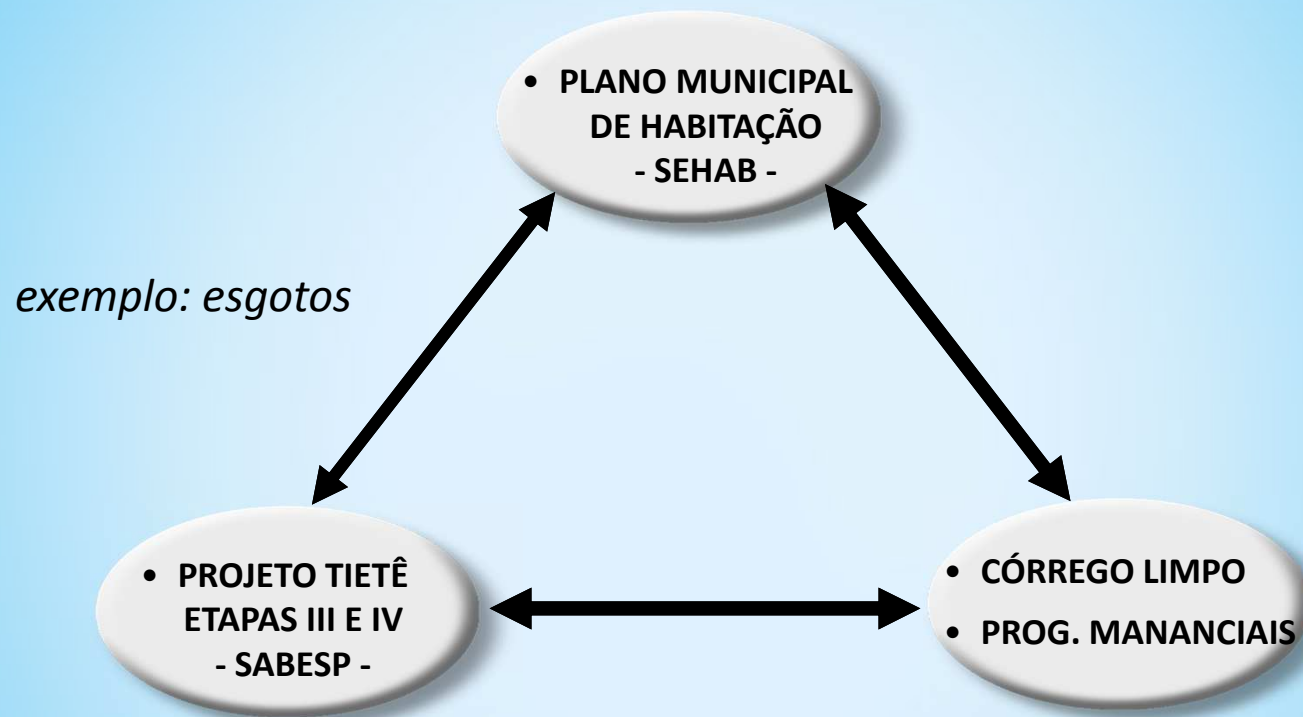 • PLANO MUNICIPAL
DE HABITAÇÃO
- SEHAB -
exemplo: esgotos
• PROJETO TIETÊ
ETAPAS III E IV
- SABESP -
• CÓRREGO LIMPO
• PROG. MANANCIAIS